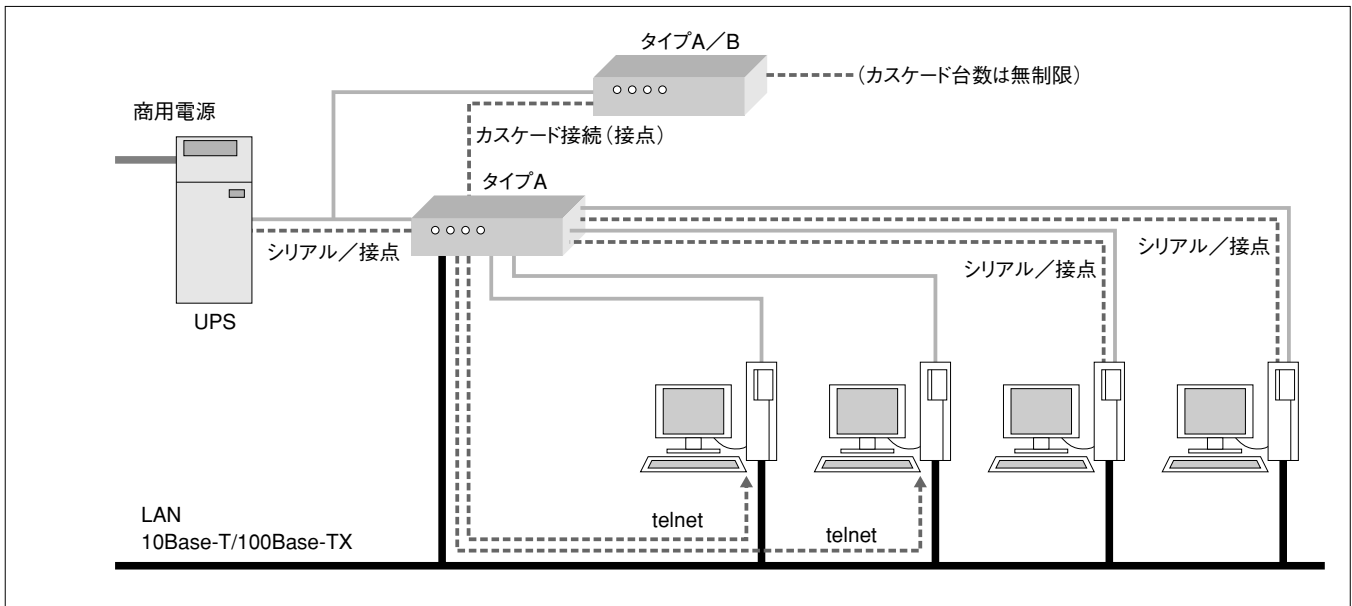 タイプA／B
(カスケード台数は無制限)
商用電源
カスケード接続(接点)
タイプA
シリアル／接点
シリアル／接点
シリアル／接点
UPS
telnet
telnet
LAN
10Base-T/100Base-TX